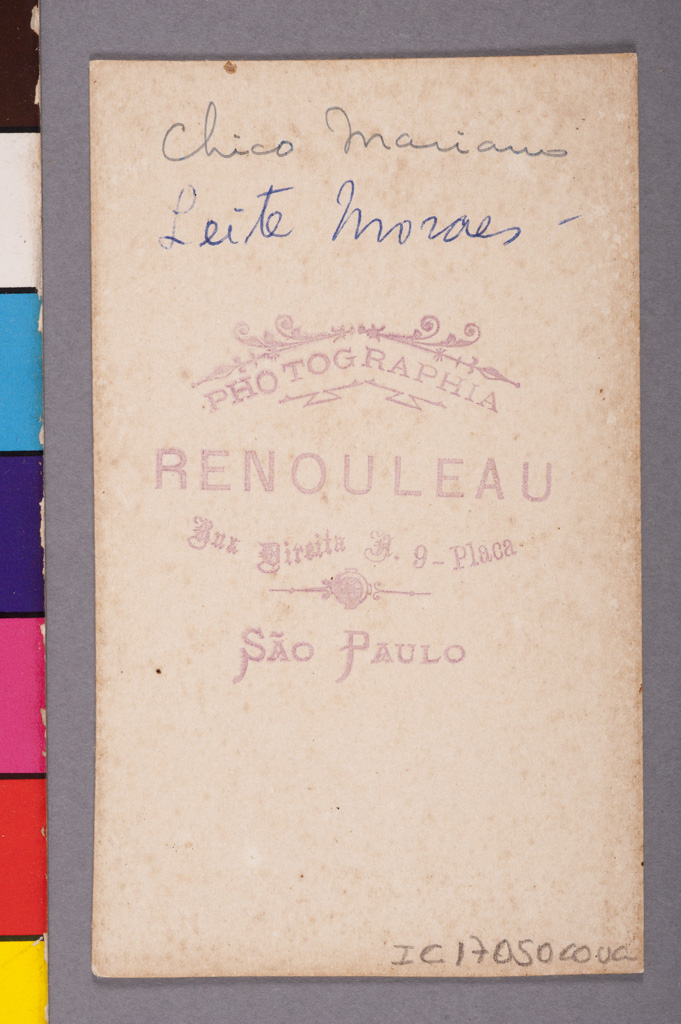 Chico Mariano
Leite Moraes -
PHOTOGRAPHIA
RENOULEAU
Rua Direita N. 9 - Placa
SÃO PAULO